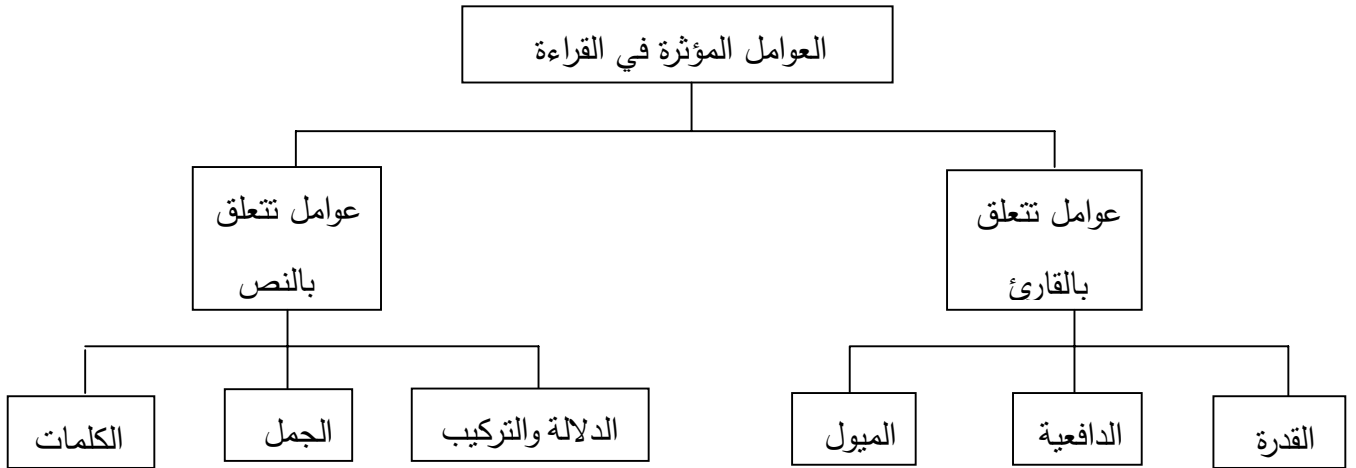 العوامل المؤثرة في القراءة
عوامل تتعلق
بالقارئ
عوامل تتعلق
بالنص
القدرة
الدافعية
الميول
الدلالة والتركيب
الجمل
الكلمات